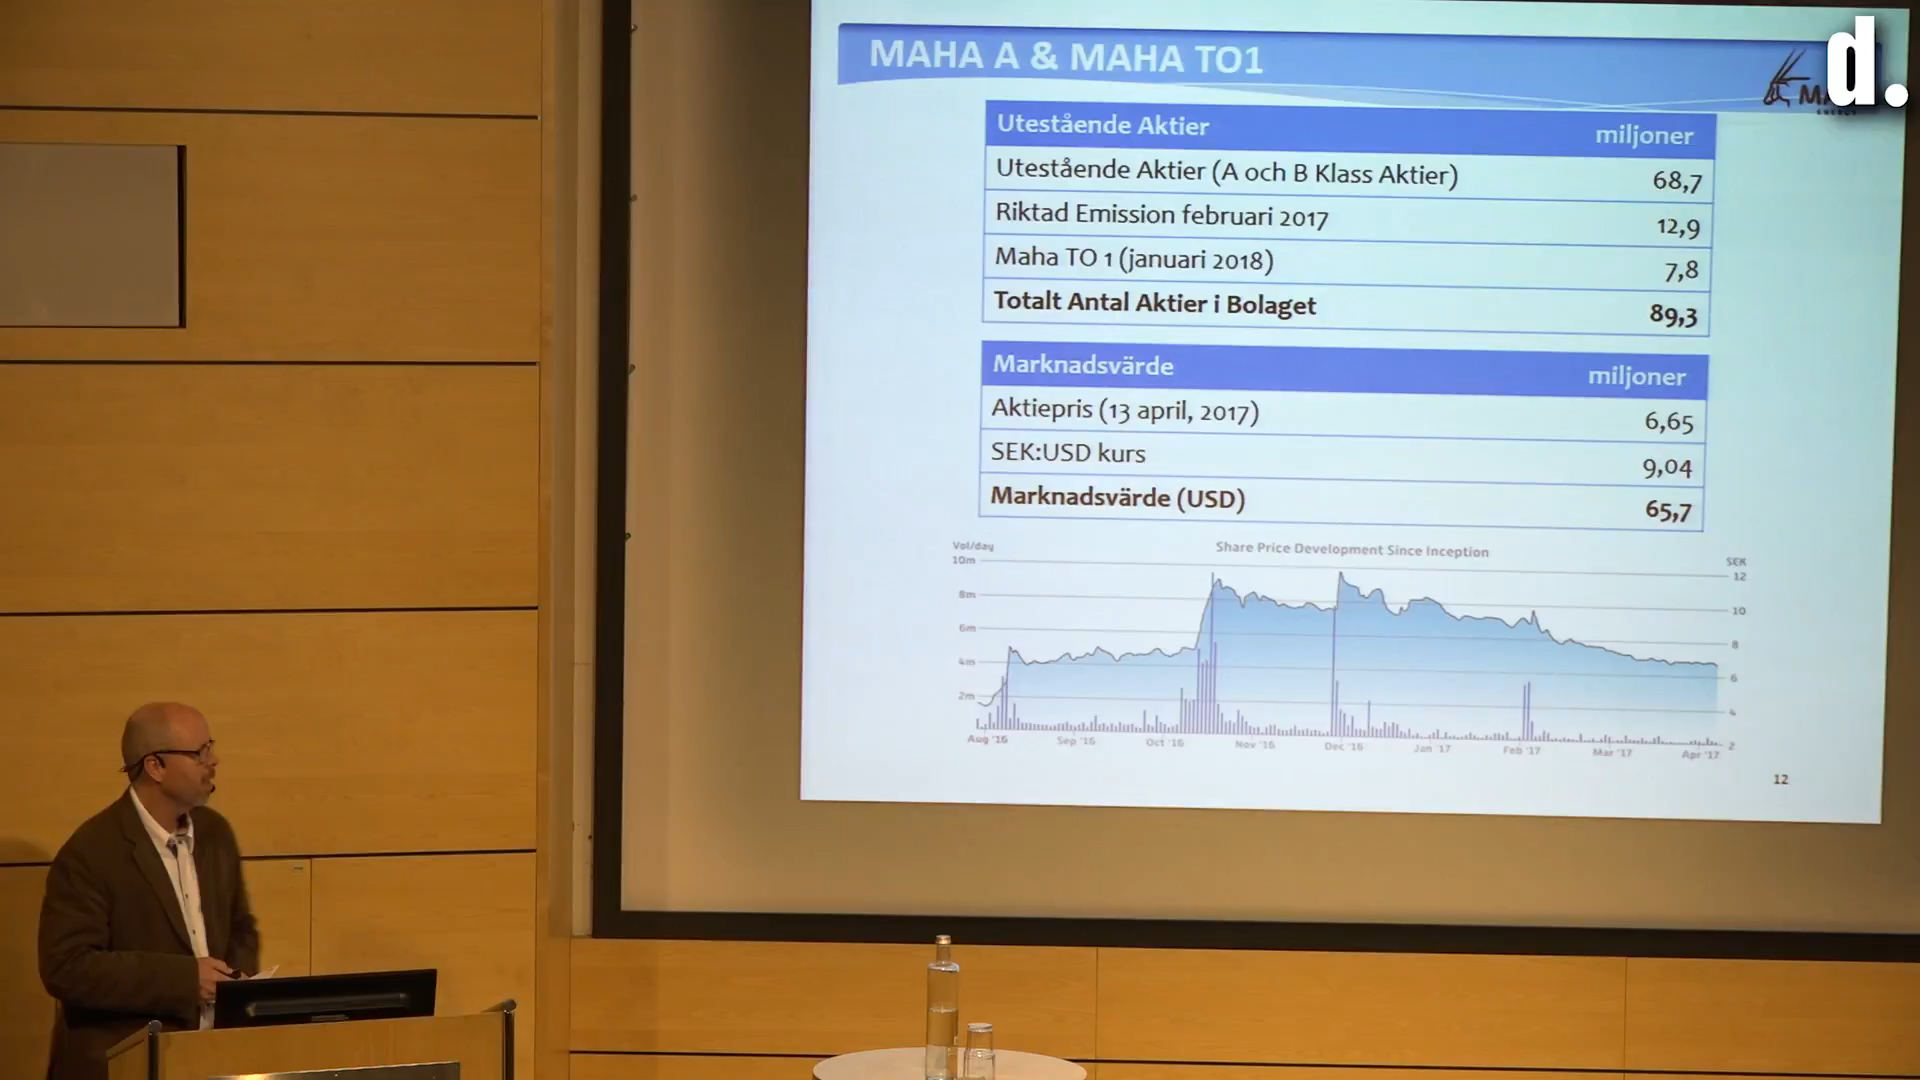 d.
MAHA A & MAHA TO1
Utestående Aktier miljoner
Utestående Aktier (A och B Klass Aktier) 68,7
Riktad Emission februari 2017 12,9
Maha TO 1 (januari 2018) 7,8
Totalt Antal Aktier i Bolaget 89,3
Marknadsvärde miljoner
Aktiepris (13 april, 2017) 6,65
SEK:USD kurs 9,04
Marknadsvärde (USD) 65,7
Share Price Development Since Inception
Vol/day SEK
10m 12
8m 10
6m 8
4m 6
2m 4
2
Aug '16 Sep '16 Oct '16 Nov '16 Dec '16 Jan '17 Feb '17 Mar '17 Apr '17
12